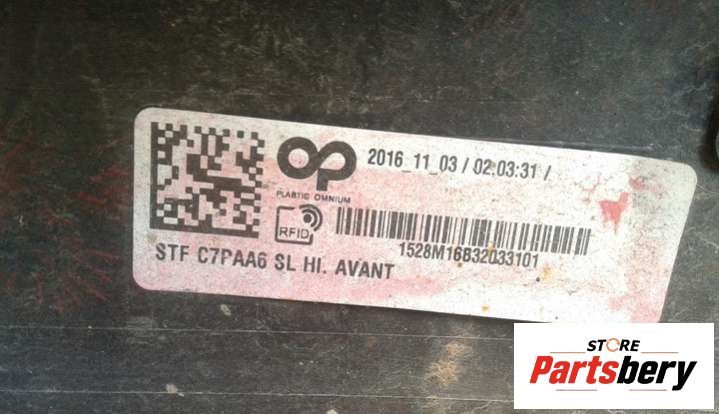 2016_11_03 / 02:03:31 /
PLASTIC OMNIUM
RFID
1528M16B32033101
STF C7PAA6 SL HI. AVANT
STORE
Partsbery